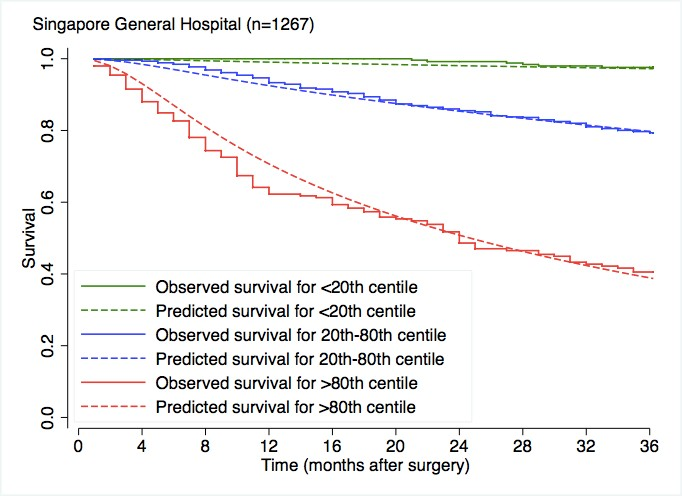 Singapore General Hospital (n=1267)
Survival
1.0
0.8
0.6
0.4
0.2
0.0
Observed survival for <20th centile
Predicted survival for <20th centile
Observed survival for 20th-80th centile
Predicted survival for 20th-80th centile
Observed survival for >80th centile
Predicted survival for >80th centile
0 4 8 12 16 20 24 28 32 36
Time (months after surgery)